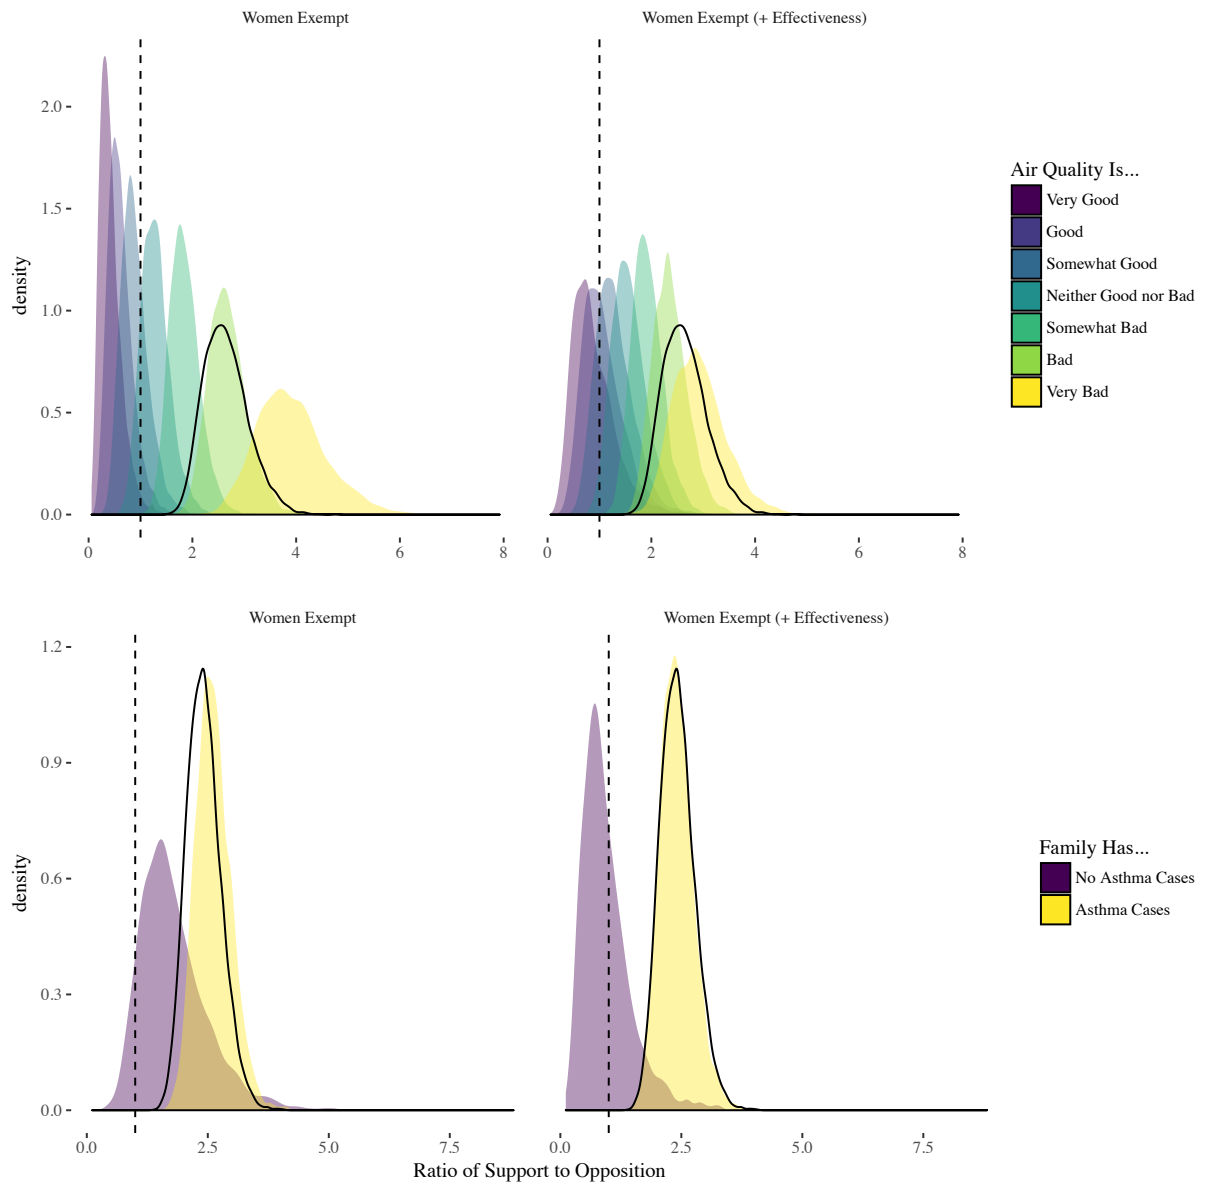 Women Exempt
Women Exempt (+ Effectiveness)
density
2.0
1.5
1.0
0.5
0.0
0 2 4 6 8
0 2 4 6 8
Air Quality Is...
Very Good
Good
Somewhat Good
Neither Good nor Bad
Somewhat Bad
Bad
Very Bad
Women Exempt
Women Exempt (+ Effectiveness)
density
1.2
0.9
0.6
0.3
0.0
0.0 2.5 5.0 7.5
0.0 2.5 5.0 7.5
Ratio of Support to Opposition
Family Has...
No Asthma Cases
Asthma Cases